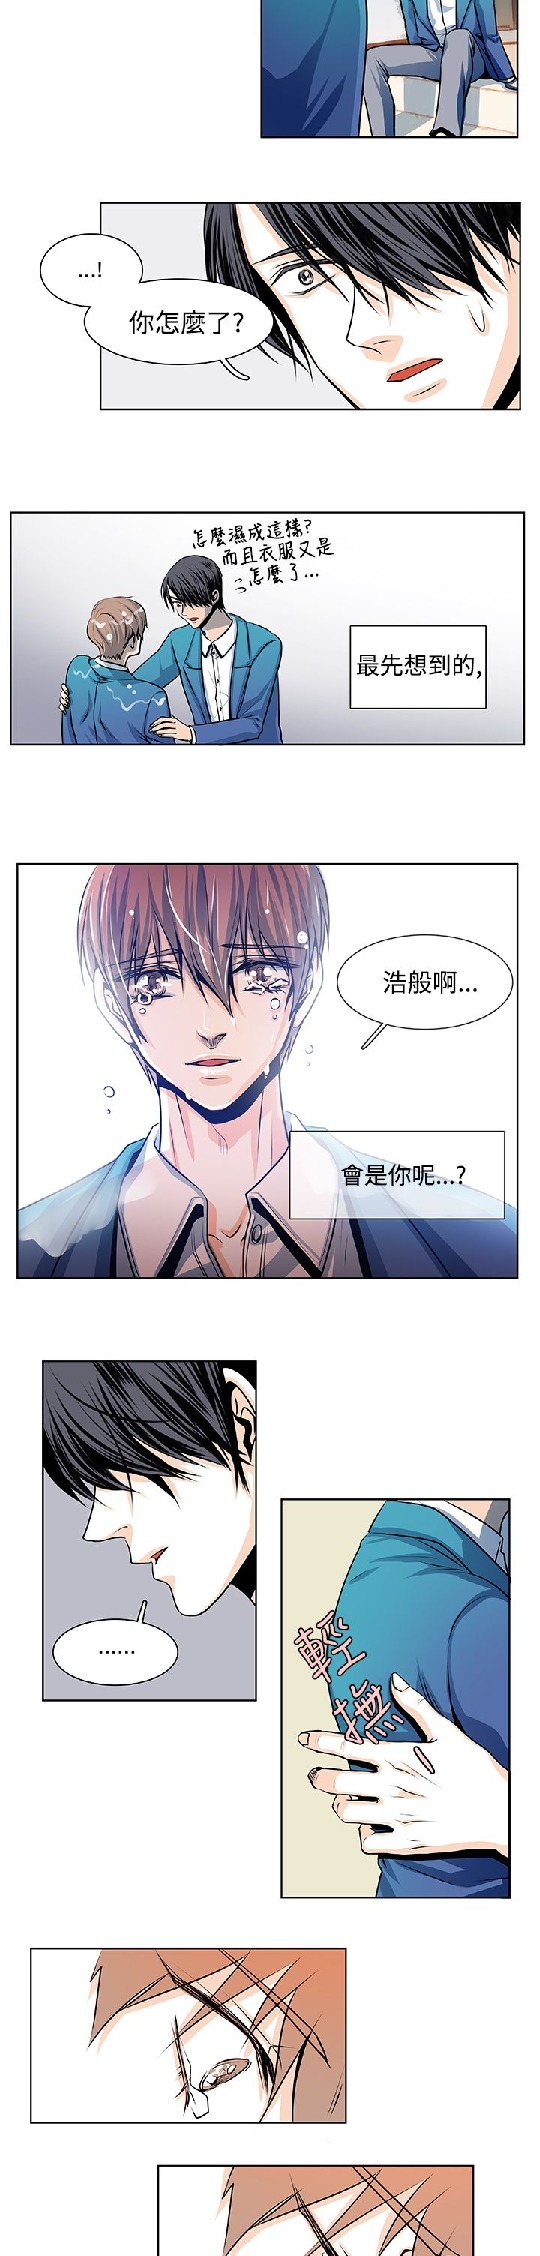 ...!
你怎麼了?
怎麼濕成這樣?
而且衣服又是
怎麼了...
最先想到的,
浩般啊...
會是你呢...?
......
輕
撫